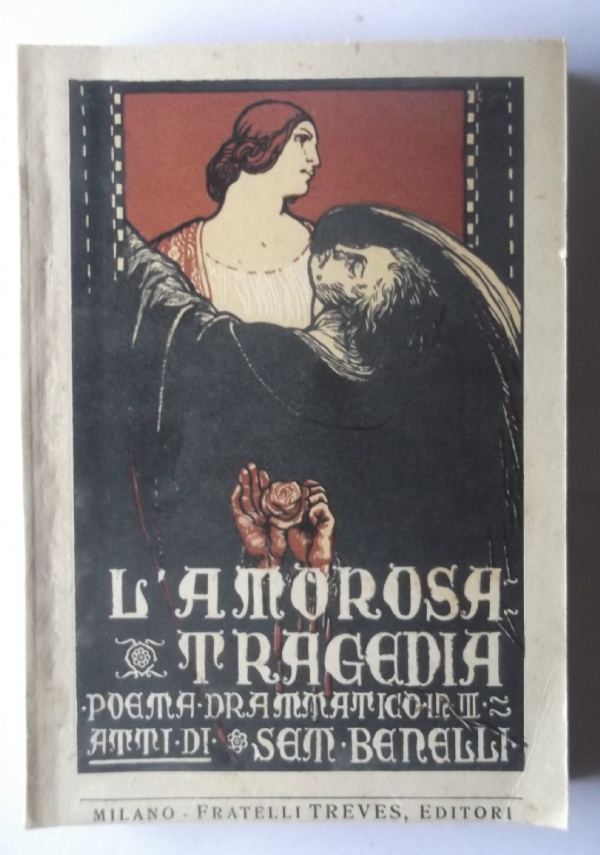 L'AMOROSA
TRAGEDIA
·POEMA·DRAMMATICO·IN·III·
ATTI·DI·SEM·BENELLI·
MILANO - FRATELLI TREVES, EDITORI